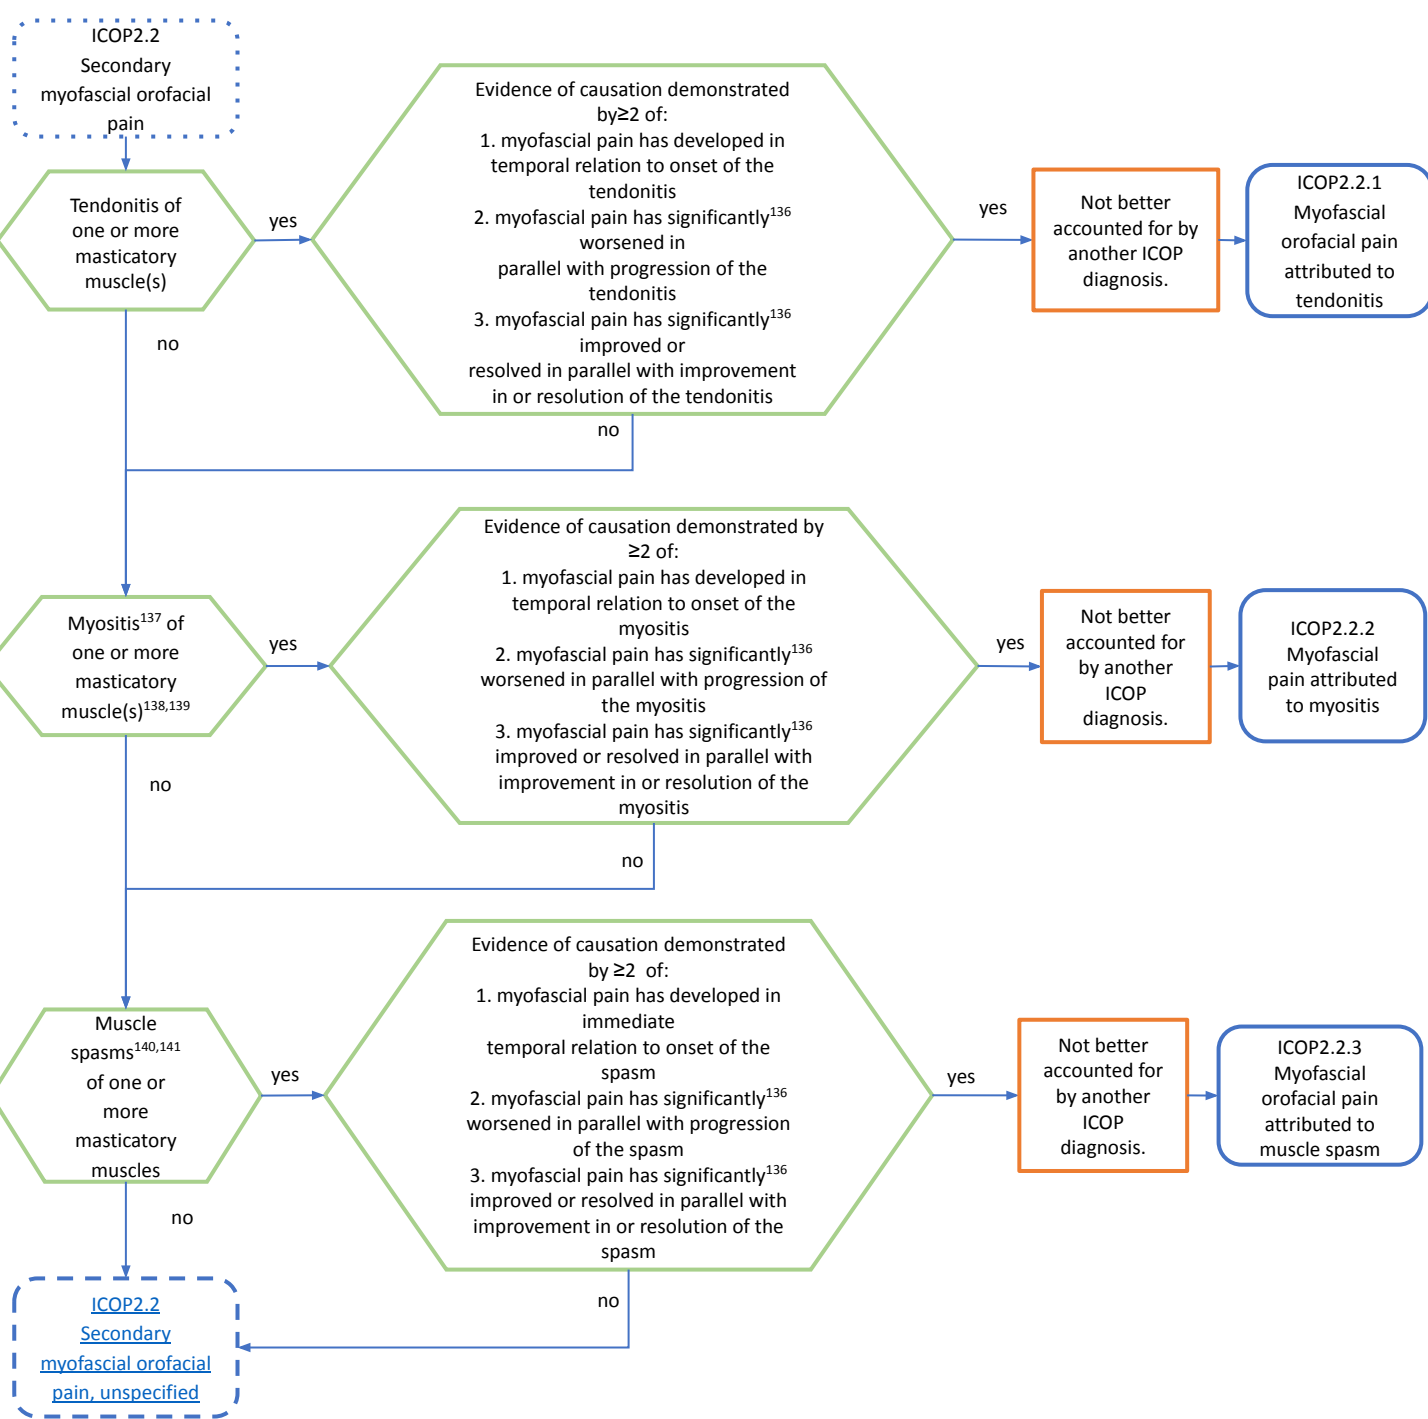 ICOP2.2
Secondary
myofascial orofacial
pain
Tendonitis of
one or more
masticatory
muscle(s)
yes
no
Evidence of causation demonstrated
by≥2 of:
1. myofascial pain has developed in
temporal relation to onset of the
tendonitis
2. myofascial pain has significantly136
worsened in
parallel with progression of the
tendonitis
3. myofascial pain has significantly136
improved or
resolved in parallel with improvement
in or resolution of the tendonitis
yes
no
Not better
accounted for by
another ICOP
diagnosis.
ICOP2.2.1
Myofascial
orofacial pain
attributed to
tendonitis
Myositis137 of
one or more
masticatory
muscle(s)138,139
yes
no
Evidence of causation demonstrated by
≥2 of:
1. myofascial pain has developed in
temporal relation to onset of the
myositis
2. myofascial pain has significantly136
worsened in parallel with progression of
the myositis
3. myofascial pain has significantly136
improved or resolved in parallel with
improvement in or resolution of the
myositis
yes
no
Not better
accounted for
by another
ICOP
diagnosis.
ICOP2.2.2
Myofascial
pain attributed
to myositis
Muscle
spasms140,141
of one or
more
masticatory
muscles
yes
no
Evidence of causation demonstrated
by ≥2 of:
1. myofascial pain has developed in
immediate
temporal relation to onset of the
spasm
2. myofascial pain has significantly136
worsened in parallel with progression
of the spasm
3. myofascial pain has significantly136
improved or resolved in parallel with
improvement in or resolution of the
spasm
yes
no
Not better
accounted for
by another
ICOP
diagnosis.
ICOP2.2.3
Myofascial
orofacial pain
attributed to
muscle spasm
ICOP2.2
Secondary
myofascial orofacial
pain, unspecified